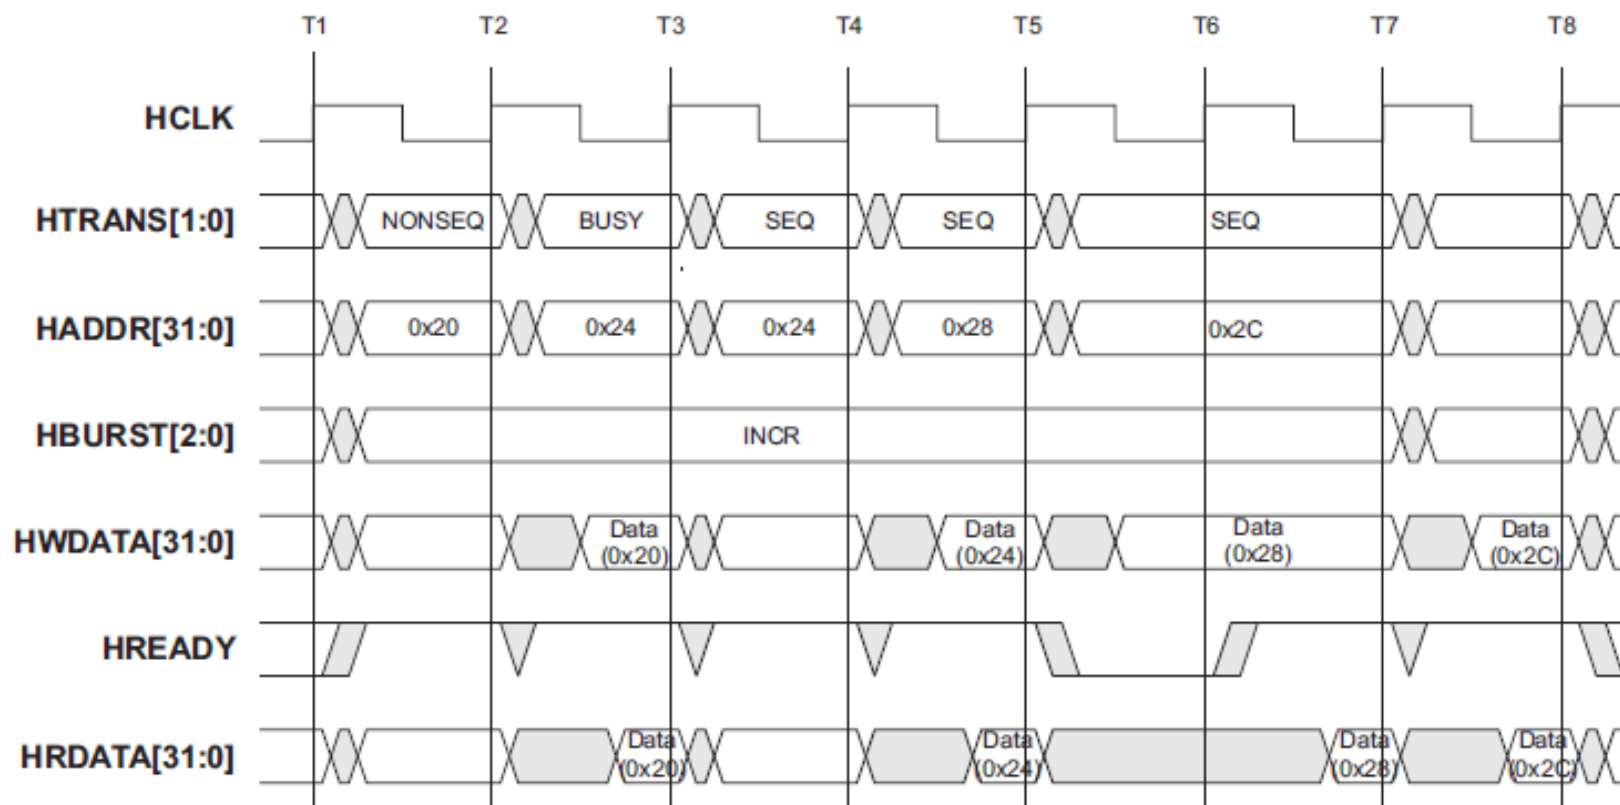 T1 T2 T3 T4 T5 T6 T7 T8
HCLK
HTRANS[1:0] NONSEQ BUSY SEQ SEQ SEQ
HADDR[31:0] 0x20 0x24 0x24 0x28 0x2C
HBURST[2:0] INCR
HWDATA[31:0] Data (0x20) Data (0x24) Data (0x28) Data (0x2C)
HREADY
HRDATA[31:0] Data (0x20) Data (0x24) Data (0x28) Data (0x2C)